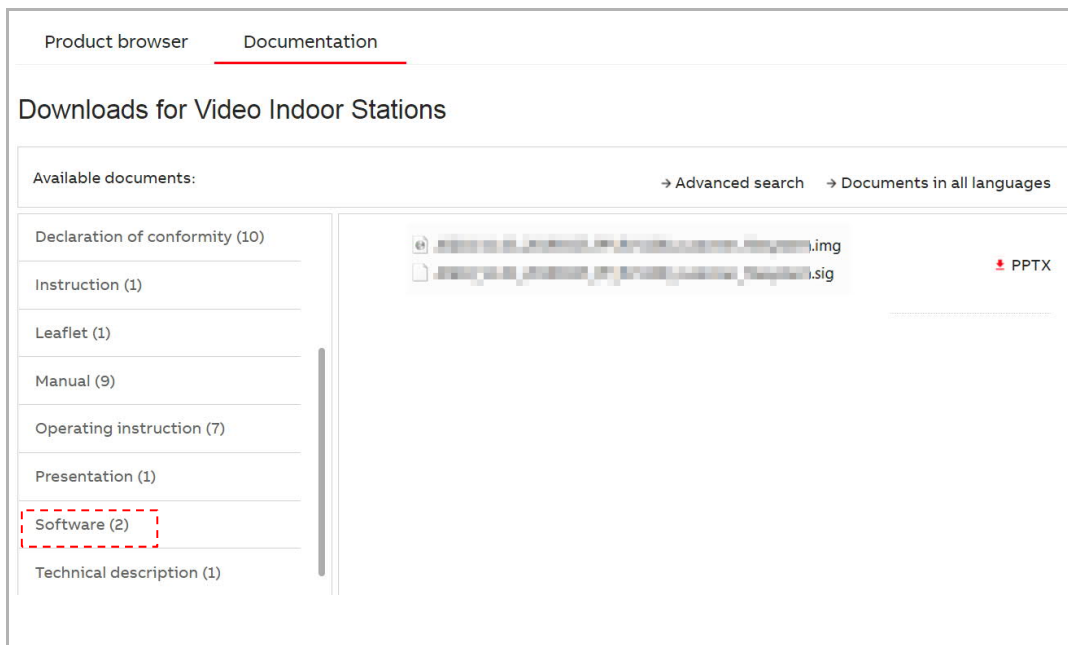 Product browser Documentation
Downloads for Video Indoor Stations
Available documents:
→ Advanced search → Documents in all languages
Declaration of conformity (10)
Instruction (1)
Leaflet (1)
Manual (9)
Operating instruction (7)
Presentation (1)
Software (2)
Technical description (1)
.img
.sig
PPTX